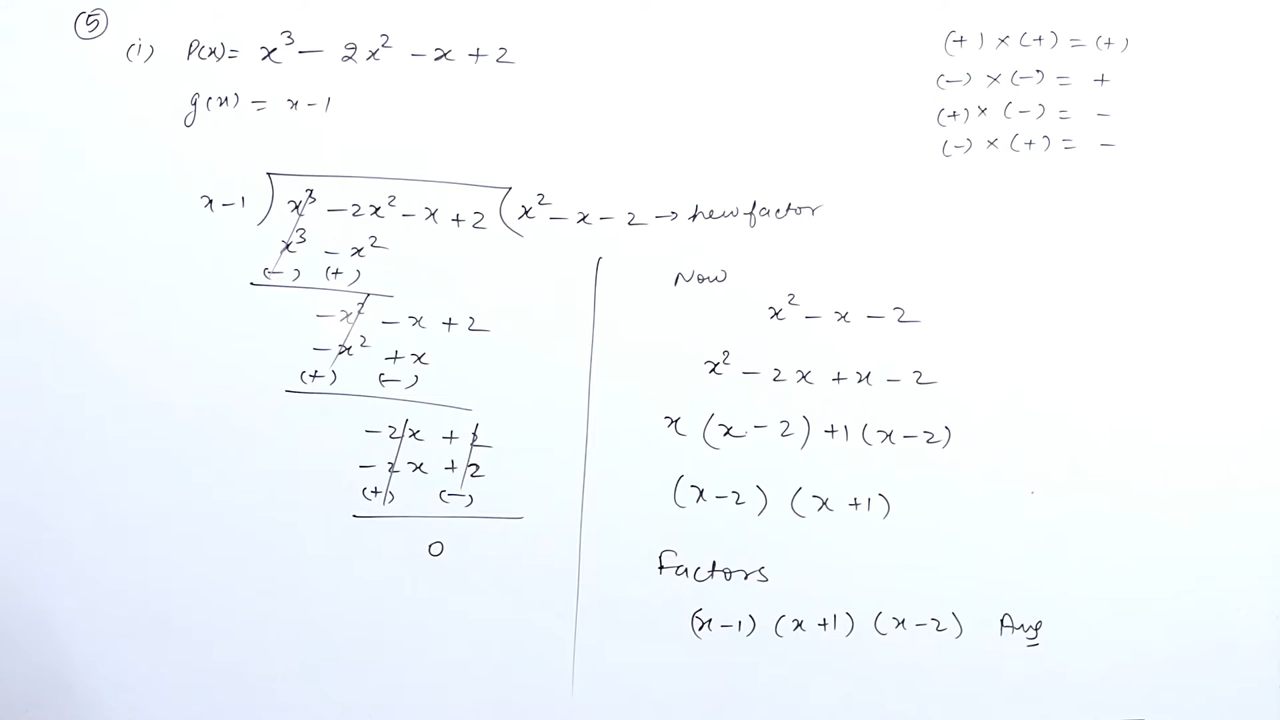 (5)
(i) P(x) = x³ − 2x² − x + 2
g(x) = x−1
(+) × (+) = (+)
(−) × (−) = +
(+) × (−) = −
(−) × (+) = −
x−1 ) x³ − 2x² − x + 2 ( x² − x − 2 → new factor
x³ − x²
(−) (+)
−x² − x + 2
−x² + x
(+) (−)
−2x + 2
−2x + 2
(+) (−)
0
Now
x² − x − 2
x² − 2x + x − 2
x (x − 2) +1 (x−2)
(x−2) (x +1)
Factors
(x−1) (x+1) (x−2) Ans